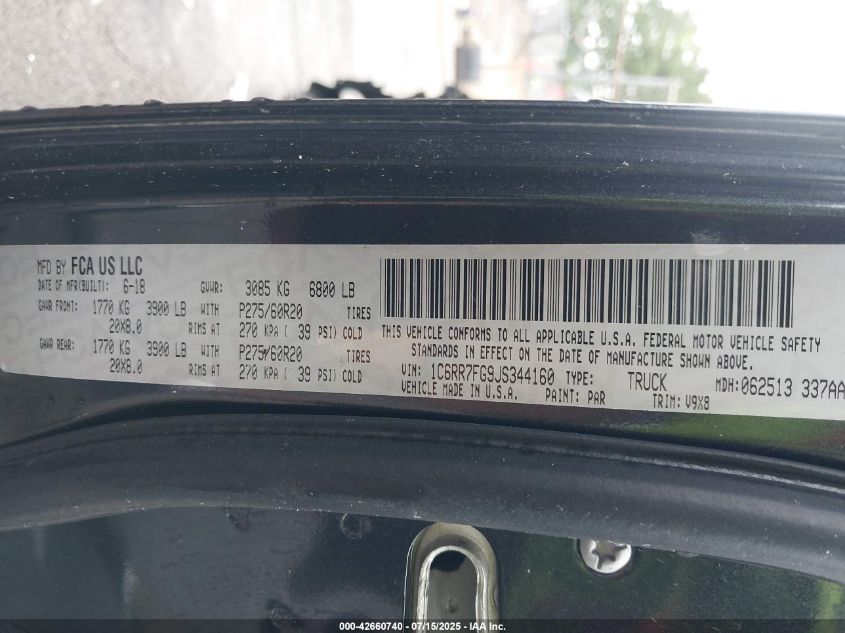 MFD BY FCA US LLC
DATE OF MFR(BUILT): 6-18 GVWR: 3085 KG 6800 LB
GAWR FRONT: 1770 KG 3900 LB WITH P275/60R20 TIRES
20X8.0 RIMS AT 270 KPA ( 39 PSI) COLD
GAWR REAR: 1770 KG 3900 LB WITH P275/60R20 TIRES
20X8.0 RIMS AT 270 KPA ( 39 PSI) COLD
THIS VEHICLE CONFORMS TO ALL APPLICABLE U.S.A. FEDERAL MOTOR VEHICLE SAFETY
STANDARDS IN EFFECT ON THE DATE OF MANUFACTURE SHOWN ABOVE.
VIN: 1C6RR7FG9JS344160 TYPE: TRUCK MDH: 062513 337AA
VEHICLE MADE IN U.S.A. PAINT: PAR TRIM: V9X8
000-42660740 - 07/15/2025 - IAAI.COM